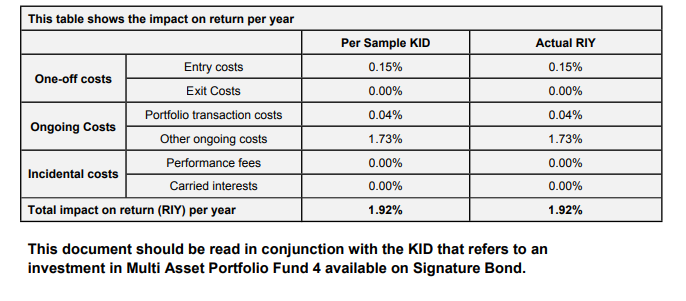 This table shows the impact on return per year
Per Sample KID Actual RIY
One-off costs Entry costs 0.15% 0.15%
Exit Costs 0.00% 0.00%
Ongoing Costs Portfolio transaction costs 0.04% 0.04%
Other ongoing costs 1.73% 1.73%
Incidental costs Performance fees 0.00% 0.00%
Carried interests 0.00% 0.00%
Total impact on return (RIY) per year 1.92% 1.92%
This document should be read in conjunction with the KID that refers to an
investment in Multi Asset Portfolio Fund 4 available on Signature Bond.